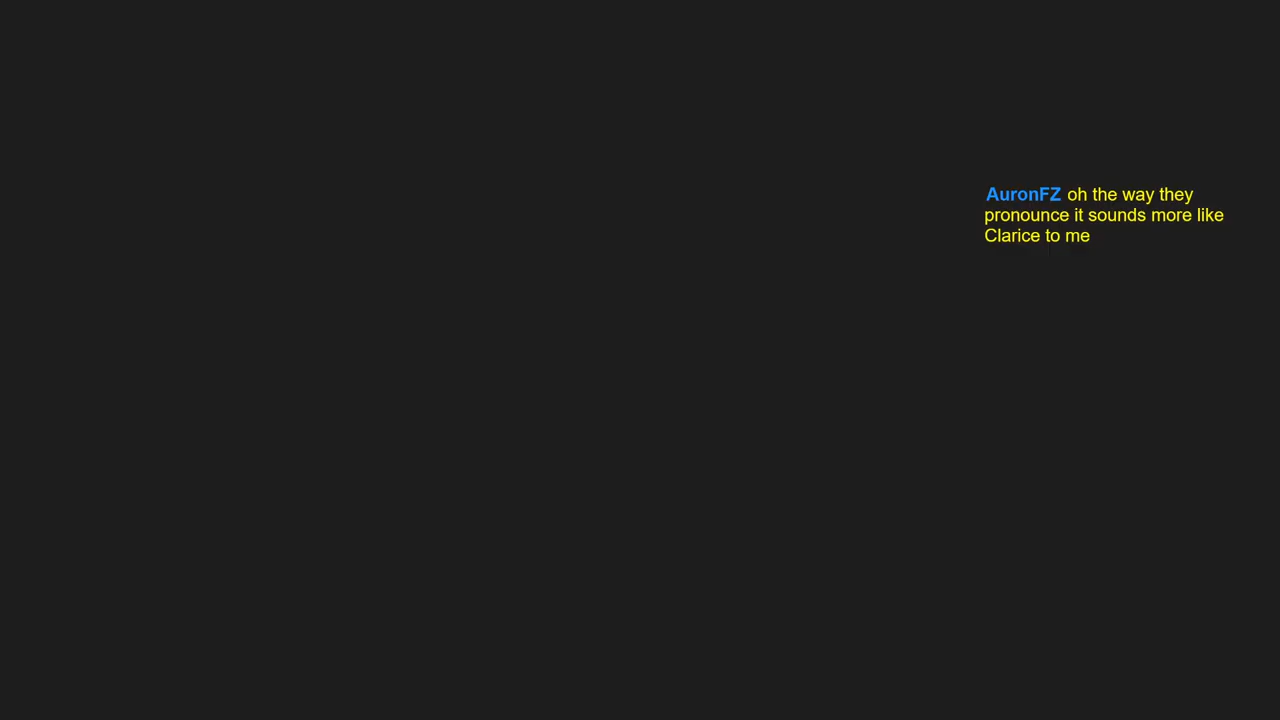 AuronFZ oh the way they
pronounce it sounds more like
Clarice to me